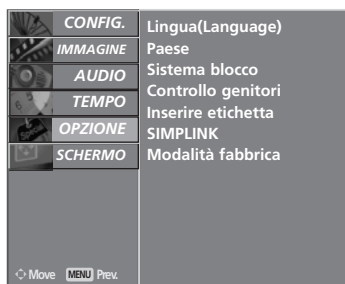 CONFIG.
IMMAGINE
AUDIO
TEMPO
OPZIONE
SCHERMO
Lingua(Language)
Paese
Sistema blocco
Controllo genitori
Inserire etichetta
SIMPLINK
Modalità fabbrica
Move MENU Prev.